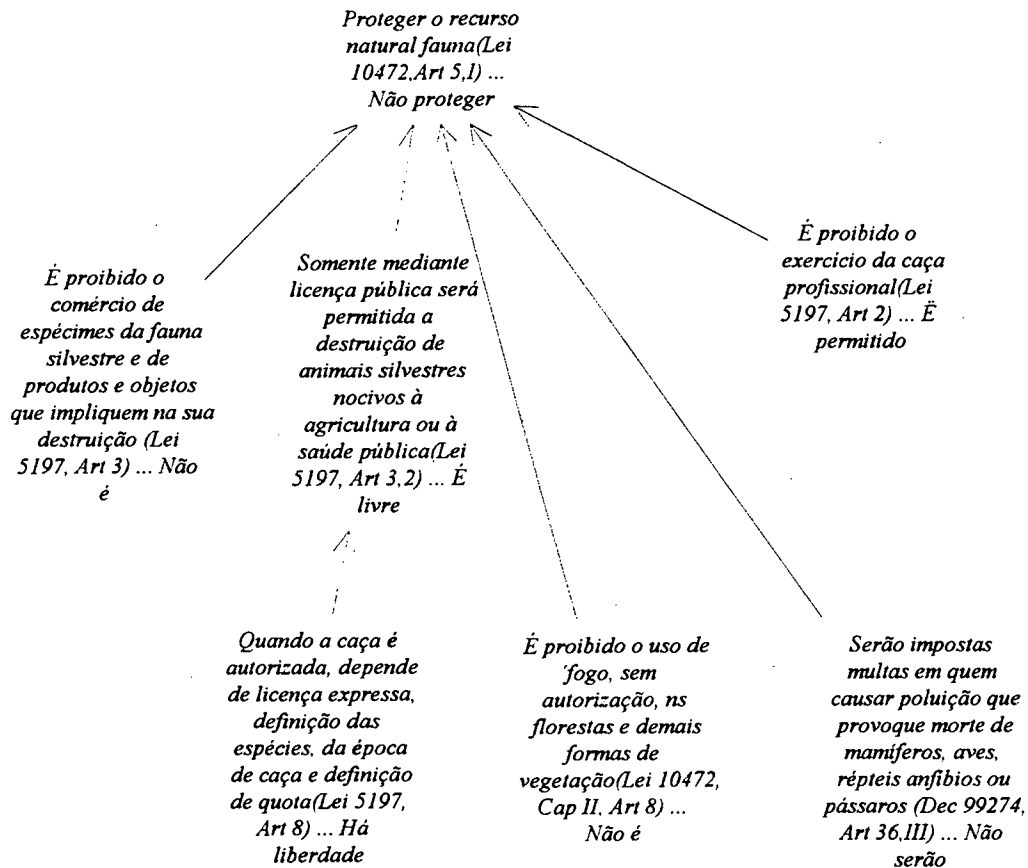 Proteger o recurso
natural fauna(Lei
10472,Art 5,I) ...
Não proteger
É proibido o
comércio de
espécimes da fauna
silvestre e de
produtos e objetos
que impliquem na sua
destruição (Lei
5197, Art 3) ... Não
é
Somente mediante
licença pública será
permitida a
destruição de
animais silvestres
nocivos à
agricultura ou à
saúde pública(Lei
5197, Art 3,2) ... É
livre
É proibido o
exercício da caça
profissional(Lei
5197, Art 2) ... Ë
permitido
Quando a caça é
autorizada, depende
de licença expressa,
definição das
espécies, da época
de caça e definição
de quota(Lei 5197,
Art 8) ... Há
liberdade
É proibido o uso de
fogo, sem
autorização, ns
florestas e demais
formas de
vegetação(Lei 10472,
Cap II, Art 8) ...
Não é
Serão impostas
multas em quem
causar poluição que
provoque morte de
mamíferos, aves,
répteis anfíbios ou
pássaros (Dec 99274,
Art 36,III) ... Não
serão